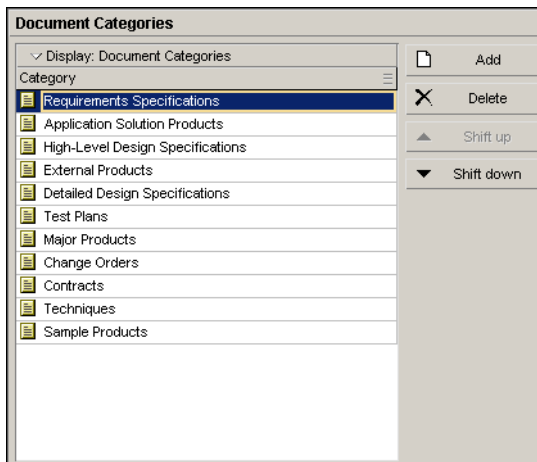 Document Categories
Display: Document Categories
Category
Requirements Specifications
Application Solution Products
High-Level Design Specifications
External Products
Detailed Design Specifications
Test Plans
Major Products
Change Orders
Contracts
Techniques
Sample Products
Add
Delete
Shift up
Shift down